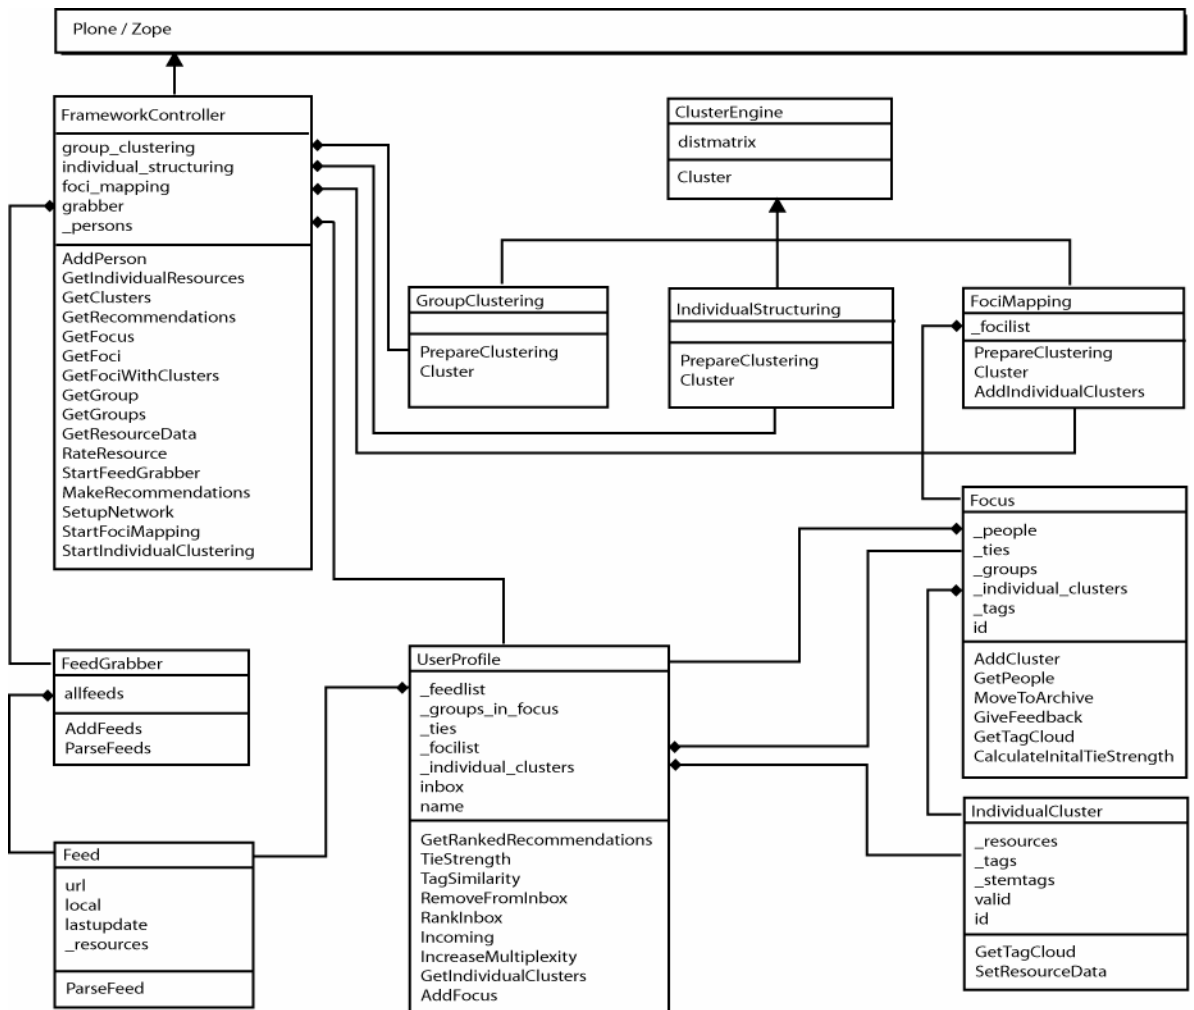 Plone / Zope
FrameworkController
group_clustering
individual_structuring
foci_mapping
grabber
_persons
AddPerson
GetIndividualResources
GetClusters
GetRecommendations
GetFocus
GetFoci
GetFociWithClusters
GetGroup
GetGroups
GetResourceData
RateResource
StartFeedGrabber
MakeRecommendations
SetupNetwork
StartFociMapping
StartIndividualClustering
ClusterEngine
distmatrix
Cluster
GroupClustering
PrepareClustering
Cluster
IndividualStructuring
PrepareClustering
Cluster
FociMapping
_focilist
PrepareClustering
Cluster
AddIndividualClusters
Focus
_people
_ties
_groups
_individual_clusters
_tags
id
AddCluster
GetPeople
MoveToArchive
GiveFeedback
GetTagCloud
CalculateInitalTieStrength
FeedGrabber
allfeeds
AddFeeds
ParseFeeds
UserProfile
_feedlist
_groups_in_focus
_ties
_focilist
_individual_clusters
inbox
name
GetRankedRecommendations
TieStrength
TagSimilarity
RemoveFromInbox
RankInbox
Incoming
IncreaseMultiplexity
GetIndividualClusters
AddFocus
IndividualCluster
_resources
_tags
_stemtags
valid
id
GetTagCloud
SetResourceData
Feed
url
local
lastupdate
_resources
ParseFeed